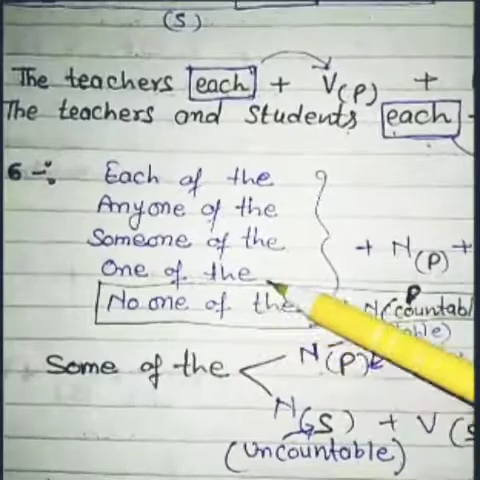 (S)
The teachers each + V(P) +
The teachers and students each
6 -: Each of the
Anyone of the
Someone of the + N(P) +
One of the
No one of the N(countabl
Some of the N(P)
N(S) + V (S
(Uncountable)